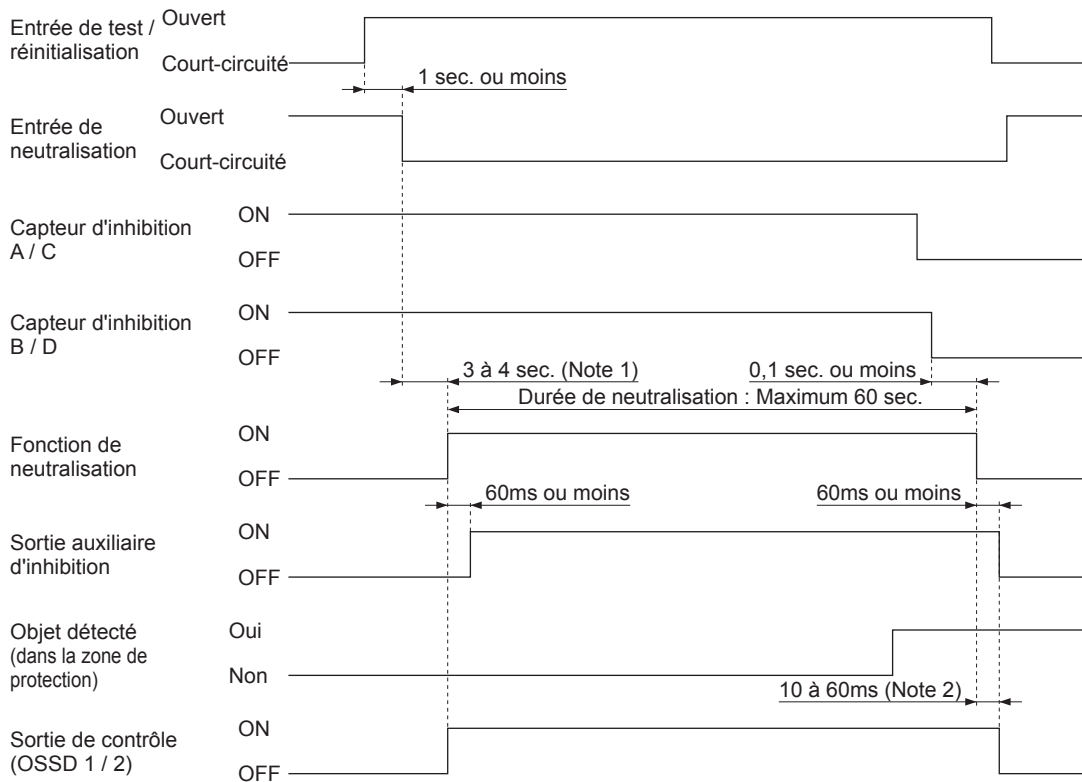 Entrée de test /
réinitialisation
Ouvert
Court-circuité
1 sec. ou moins
Entrée de
neutralisation
Ouvert
Court-circuité
Capteur d'inhibition
A / C
ON
OFF
Capteur d'inhibition
B / D
ON
OFF
3 à 4 sec. (Note 1)
0,1 sec. ou moins
Durée de neutralisation : Maximum 60 sec.
Fonction de
neutralisation
ON
OFF
60ms ou moins
60ms ou moins
Sortie auxiliaire
d'inhibition
ON
OFF
Objet détecté
(dans la zone de
protection)
Oui
Non
10 à 60ms (Note 2)
Sortie de contrôle
(OSSD 1 / 2)
ON
OFF